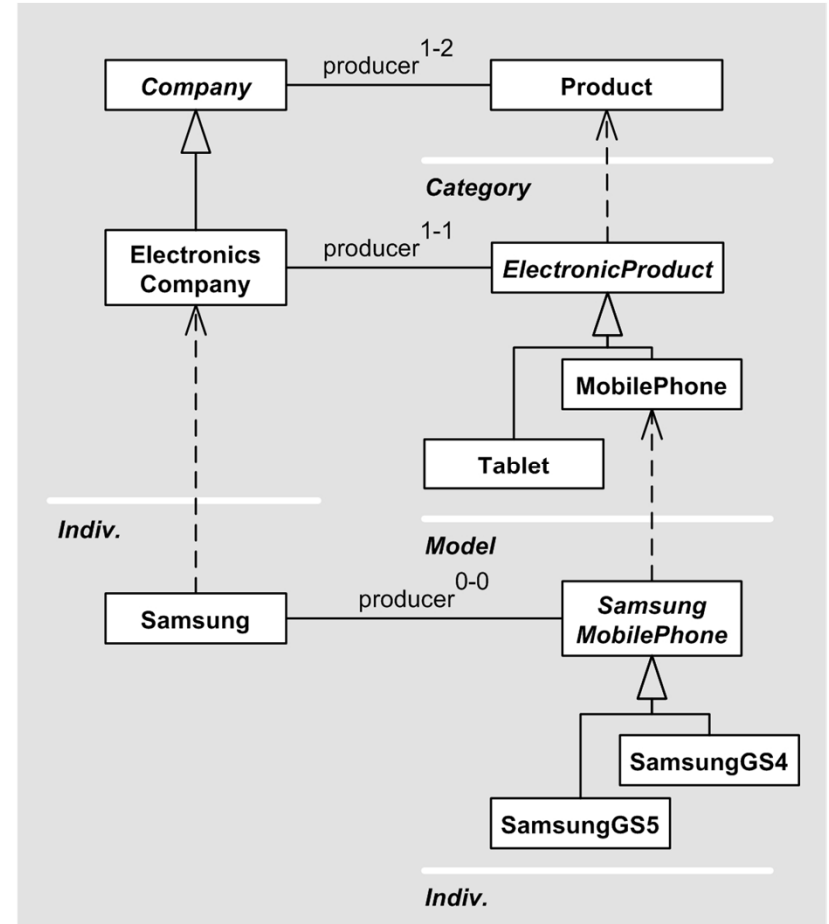 Company
producer 1-2
Product
Category
Electronics
Company
producer 1-1
ElectronicProduct
MobilePhone
Tablet
Indiv.
Model
Samsung
producer 0-0
Samsung
MobilePhone
SamsungGS4
SamsungGS5
Indiv.